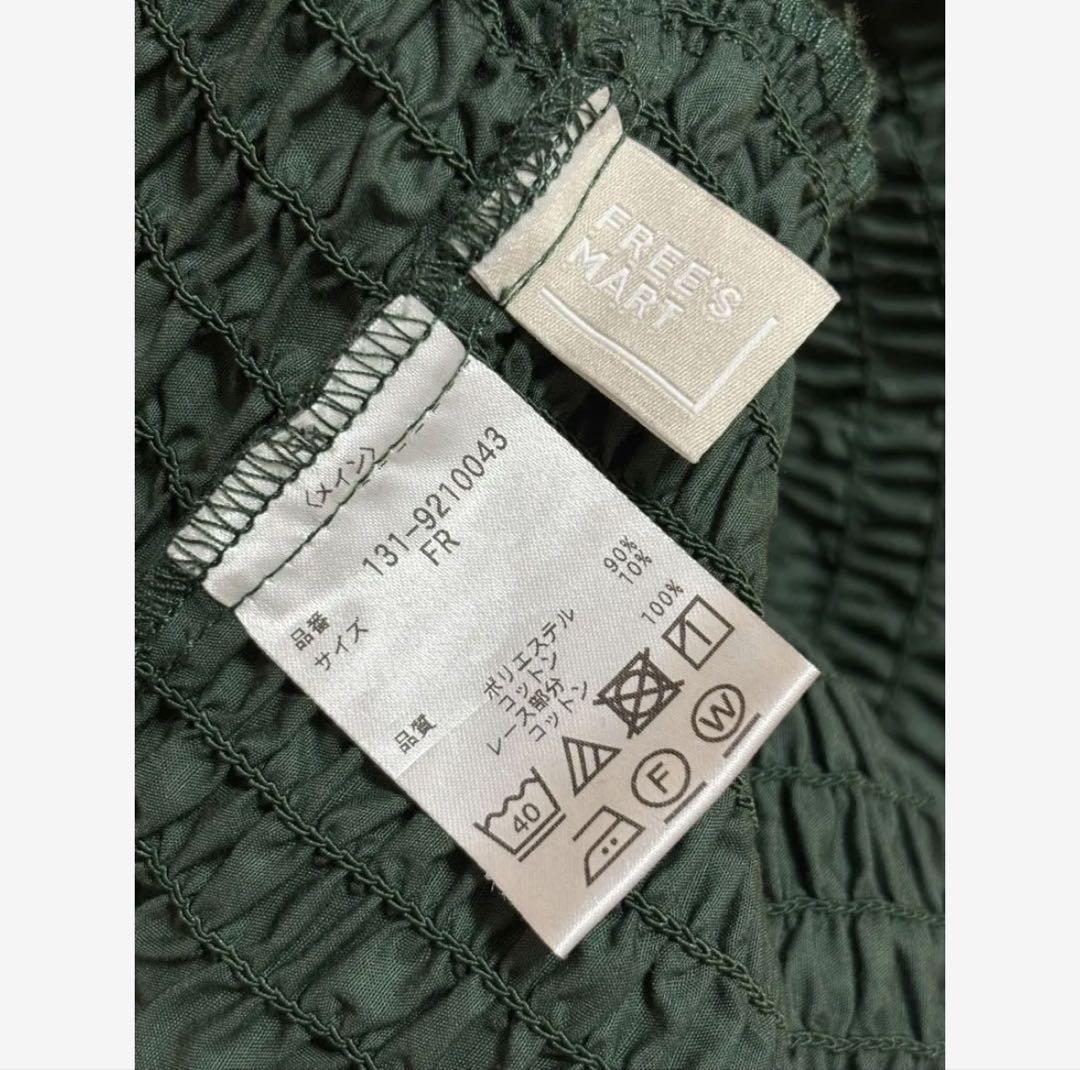 FREE'S
MART
〈メイン〉
品番 131-9210043
サイズ FR
品質 ポリエステル 90%
コットン 10%
レース部分
コットン 100%
40
F
W